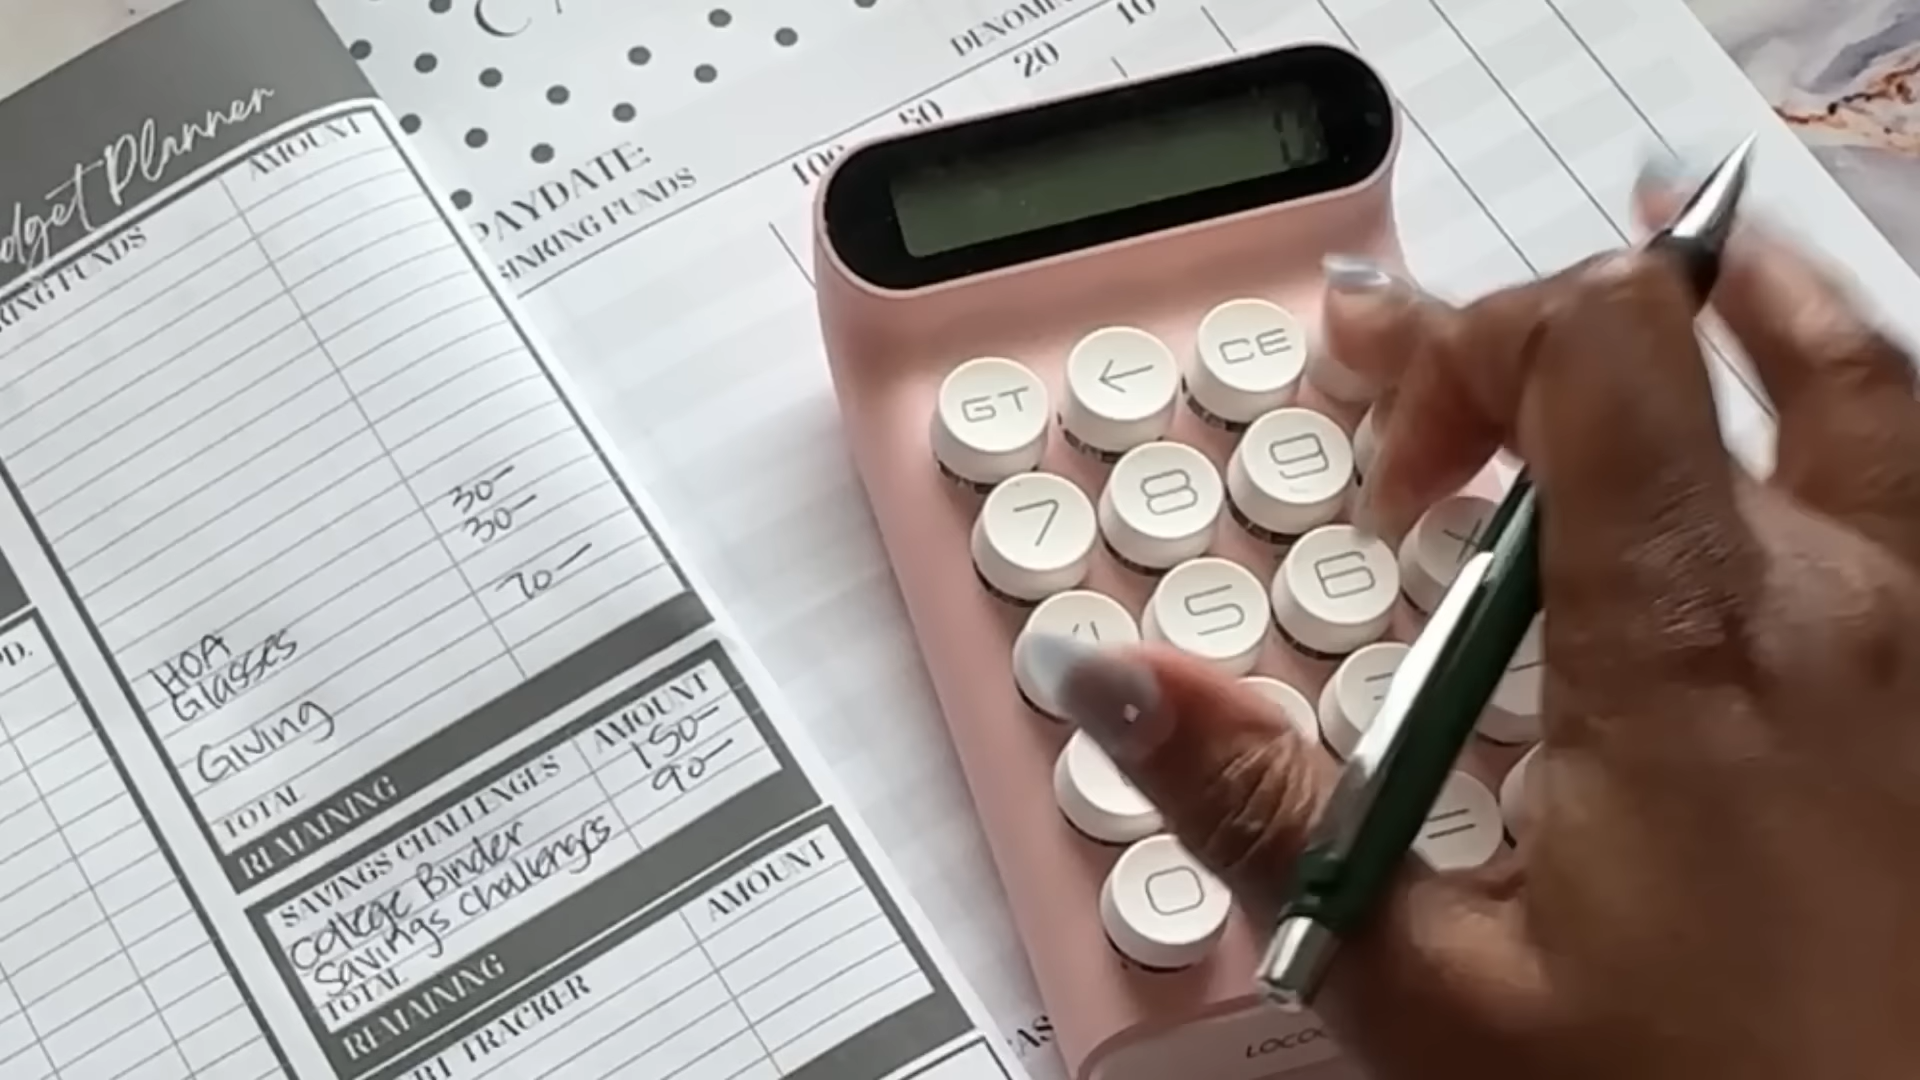 Budget Planner
AMOUNT
30-
30-
70-
HOA
Glasses
Giving
TOTAL
REMAINING
SAVINGS CHALLENGES AMOUNT
College Binder 150-
Savings challenges 90-
TOTAL
REMAINING
TRACKER AMOUNT
DENOMI
10
20
50
100
PAYDATE:
SINKING FUNDS
GT ← CE
7 8 9
5 6
0 =